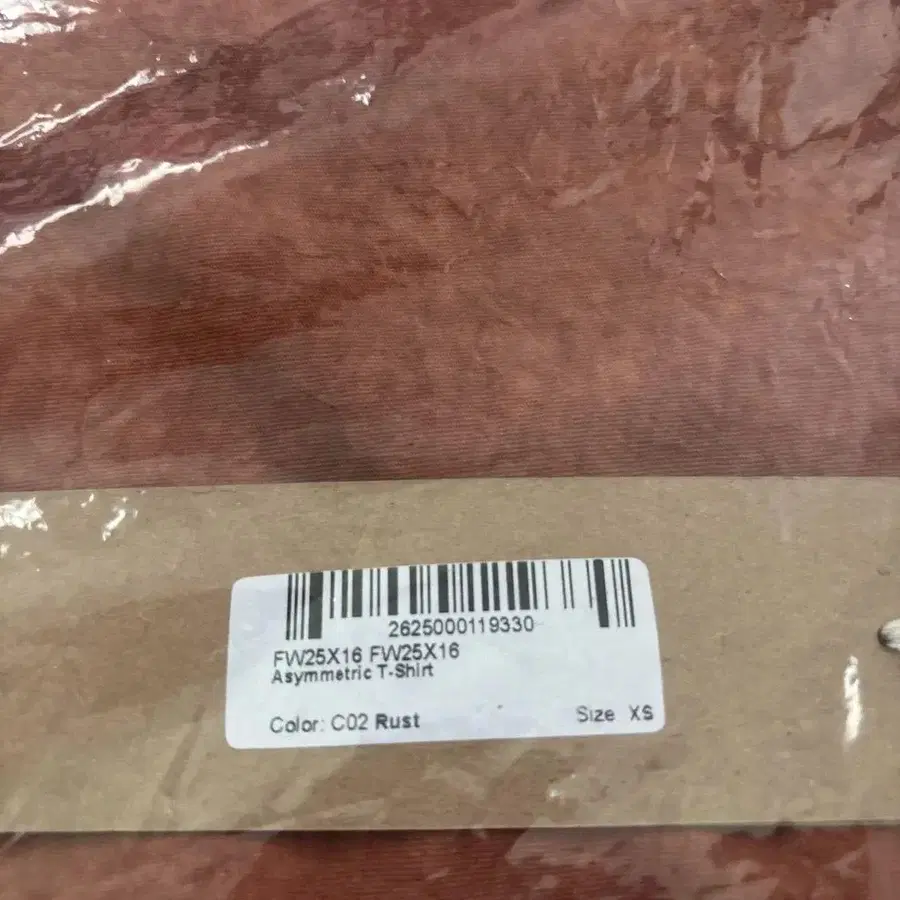 2625000119330
FW25X16 FW25X16
Asymmetric T-Shirt
Color: C02 Rust Size XS